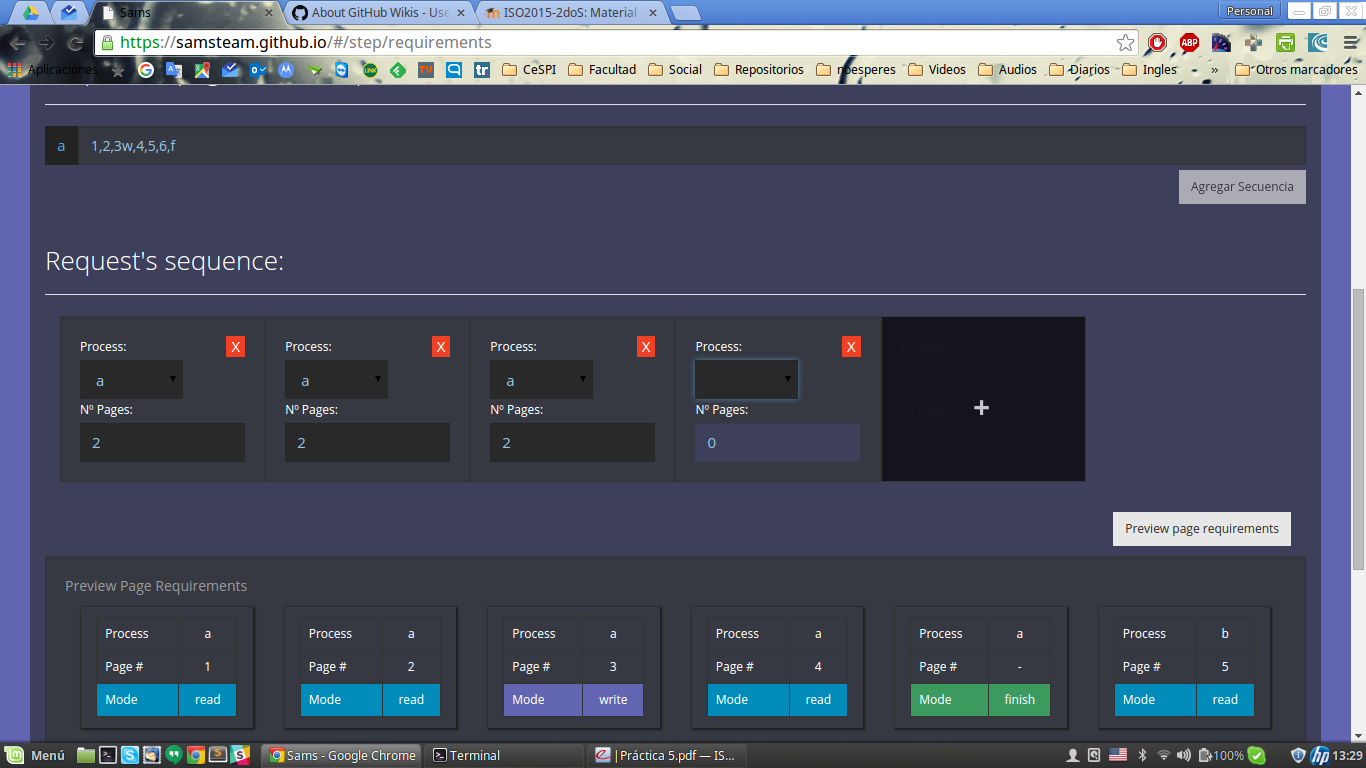 Sams
About GitHub Wikis - Use
ISO2015-2doS: Material
Personal
https://samsteam.github.io/#/step/requirements
Aplicaciones
CeSPI
Facultad
Social
Repositorios
noesperes
Videos
Audios
Diarios
Ingles
»
Otros marcadores
a 1,2,3w,4,5,6,f
Agregar Secuencia
Request's sequence:
Process: X Process: X Process: X Process: X Process:
a a a
Nº Pages: Nº Pages: Nº Pages: Nº Pages: Nº Pages:
2 2 2 0
+
Preview page requirements
Preview Page Requirements
Process a Process a Process a Process a Process a Process b
Page # 1 Page # 2 Page # 3 Page # 4 Page # - Page # 5
Mode read Mode read Mode write Mode read Mode finish Mode read
Menú
Sams - Google Chrome
Terminal
|Práctica 5.pdf — IS...
100%
hp
13:29